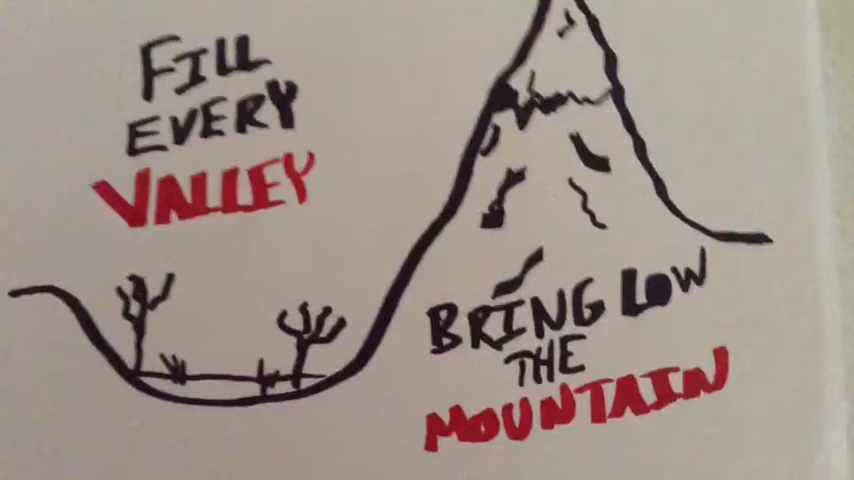 FILL
EVERY
VALLEY
BRING LOW
THE
MOUNTAIN